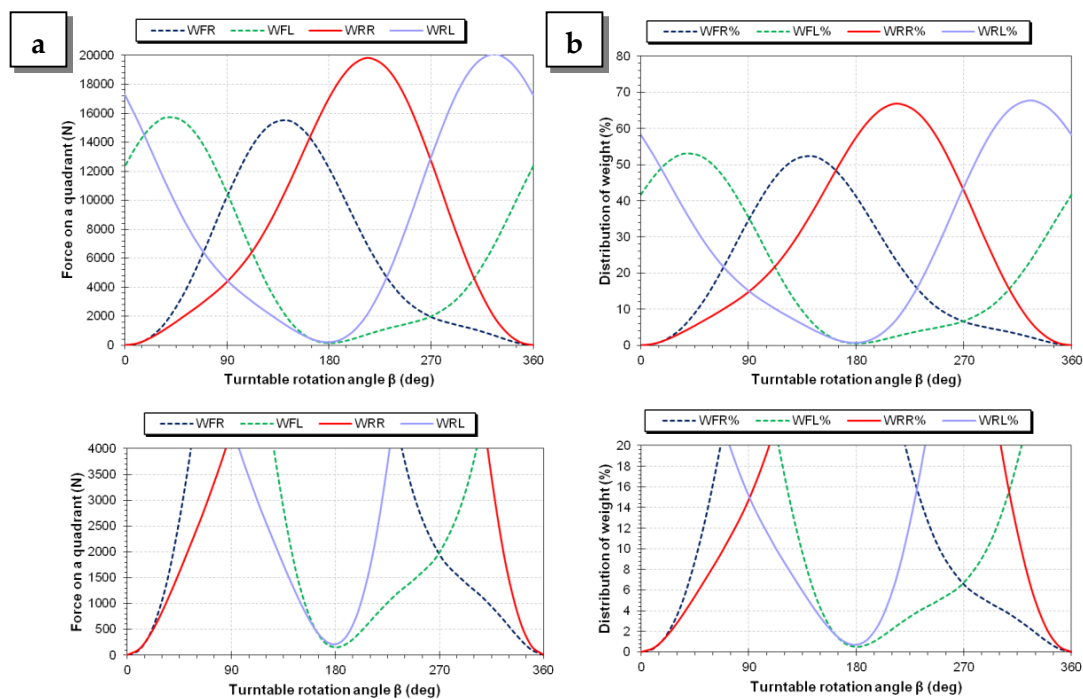 a
WFR WFL WRR WRL
Force on a quadrant (N)
20000
18000
16000
14000
12000
10000
8000
6000
4000
2000
0
0 90 180 270 360
Turntable rotation angle β (deg)
b
WFR% WFL% WRR% WRL%
Distribution of weight (%)
80
70
60
50
40
30
20
10
0
0 90 180 270 360
Turntable rotation angle β (deg)
WFR WFL WRR WRL
Force on a quadrant (N)
4000
3500
3000
2500
2000
1500
1000
500
0
0 90 180 270 360
Turntable rotation angle β (deg)
WFR% WFL% WRR% WRL%
Distribution of weight (%)
20
18
16
14
12
10
8
6
4
2
0
0 90 180 270 360
Turntable rotation angle β (deg)